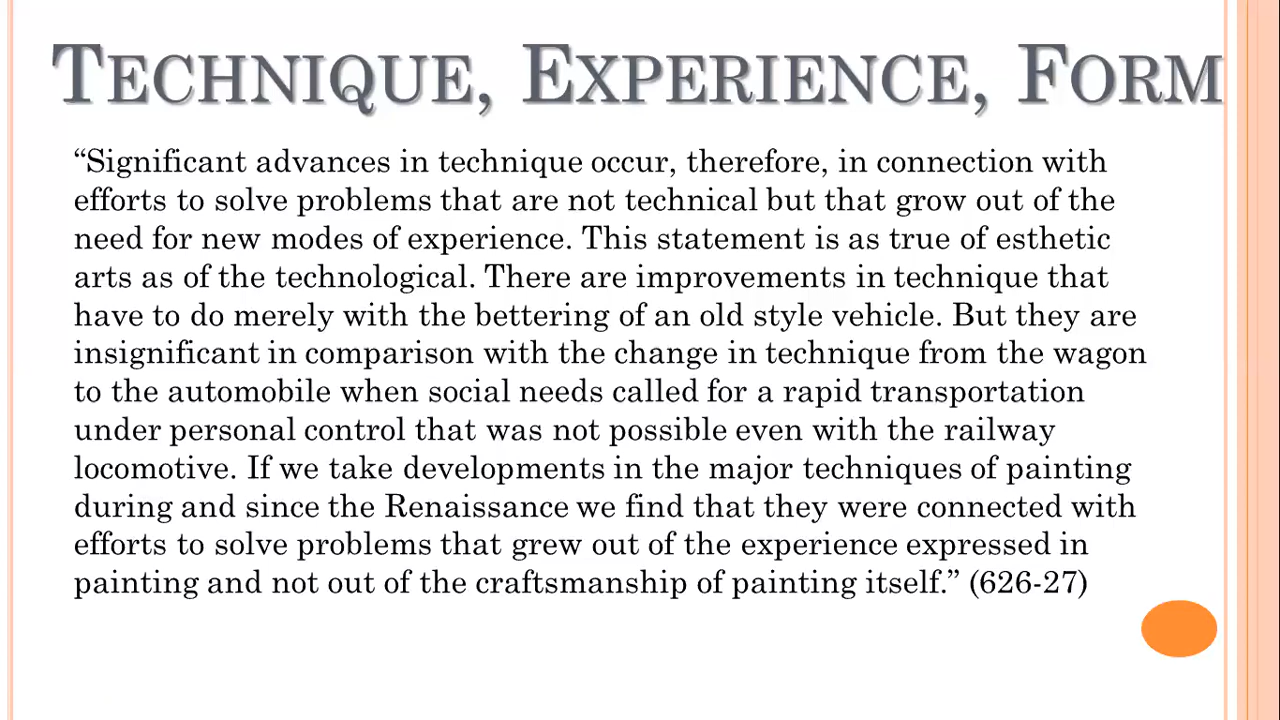 TECHNIQUE, EXPERIENCE, FORM
“Significant advances in technique occur, therefore, in connection with
efforts to solve problems that are not technical but that grow out of the
need for new modes of experience. This statement is as true of esthetic
arts as of the technological. There are improvements in technique that
have to do merely with the bettering of an old style vehicle. But they are
insignificant in comparison with the change in technique from the wagon
to the automobile when social needs called for a rapid transportation
under personal control that was not possible even with the railway
locomotive. If we take developments in the major techniques of painting
during and since the Renaissance we find that they were connected with
efforts to solve problems that grew out of the experience expressed in
painting and not out of the craftsmanship of painting itself.” (626-27)